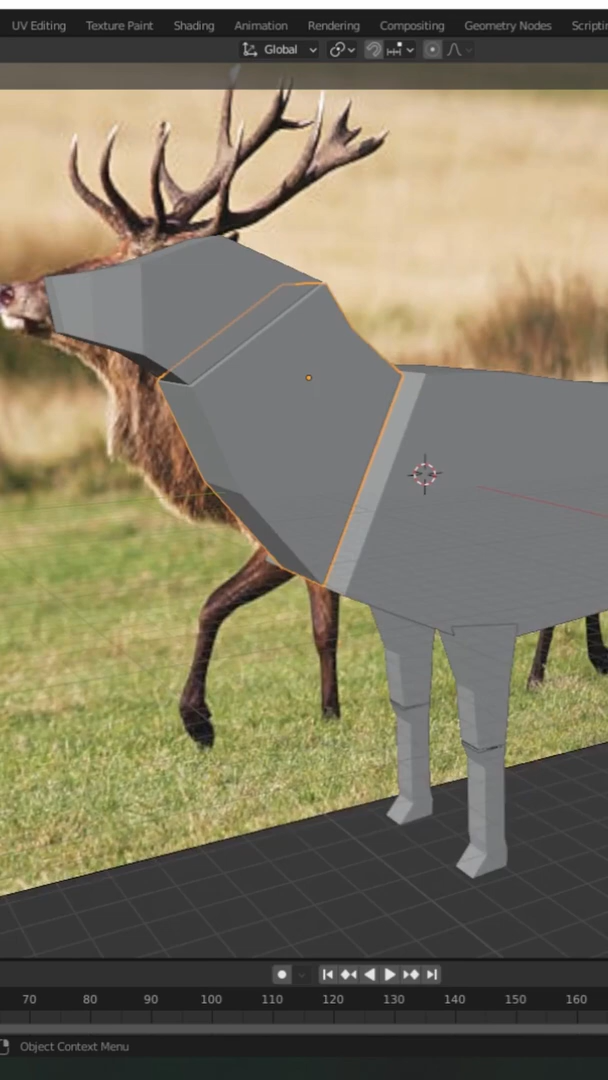 UV Editing Texture Paint Shading Animation Rendering Compositing Geometry Nodes Scripti
Global
70 80 90 100 110 120 130 140 150 160
Object Context Menu